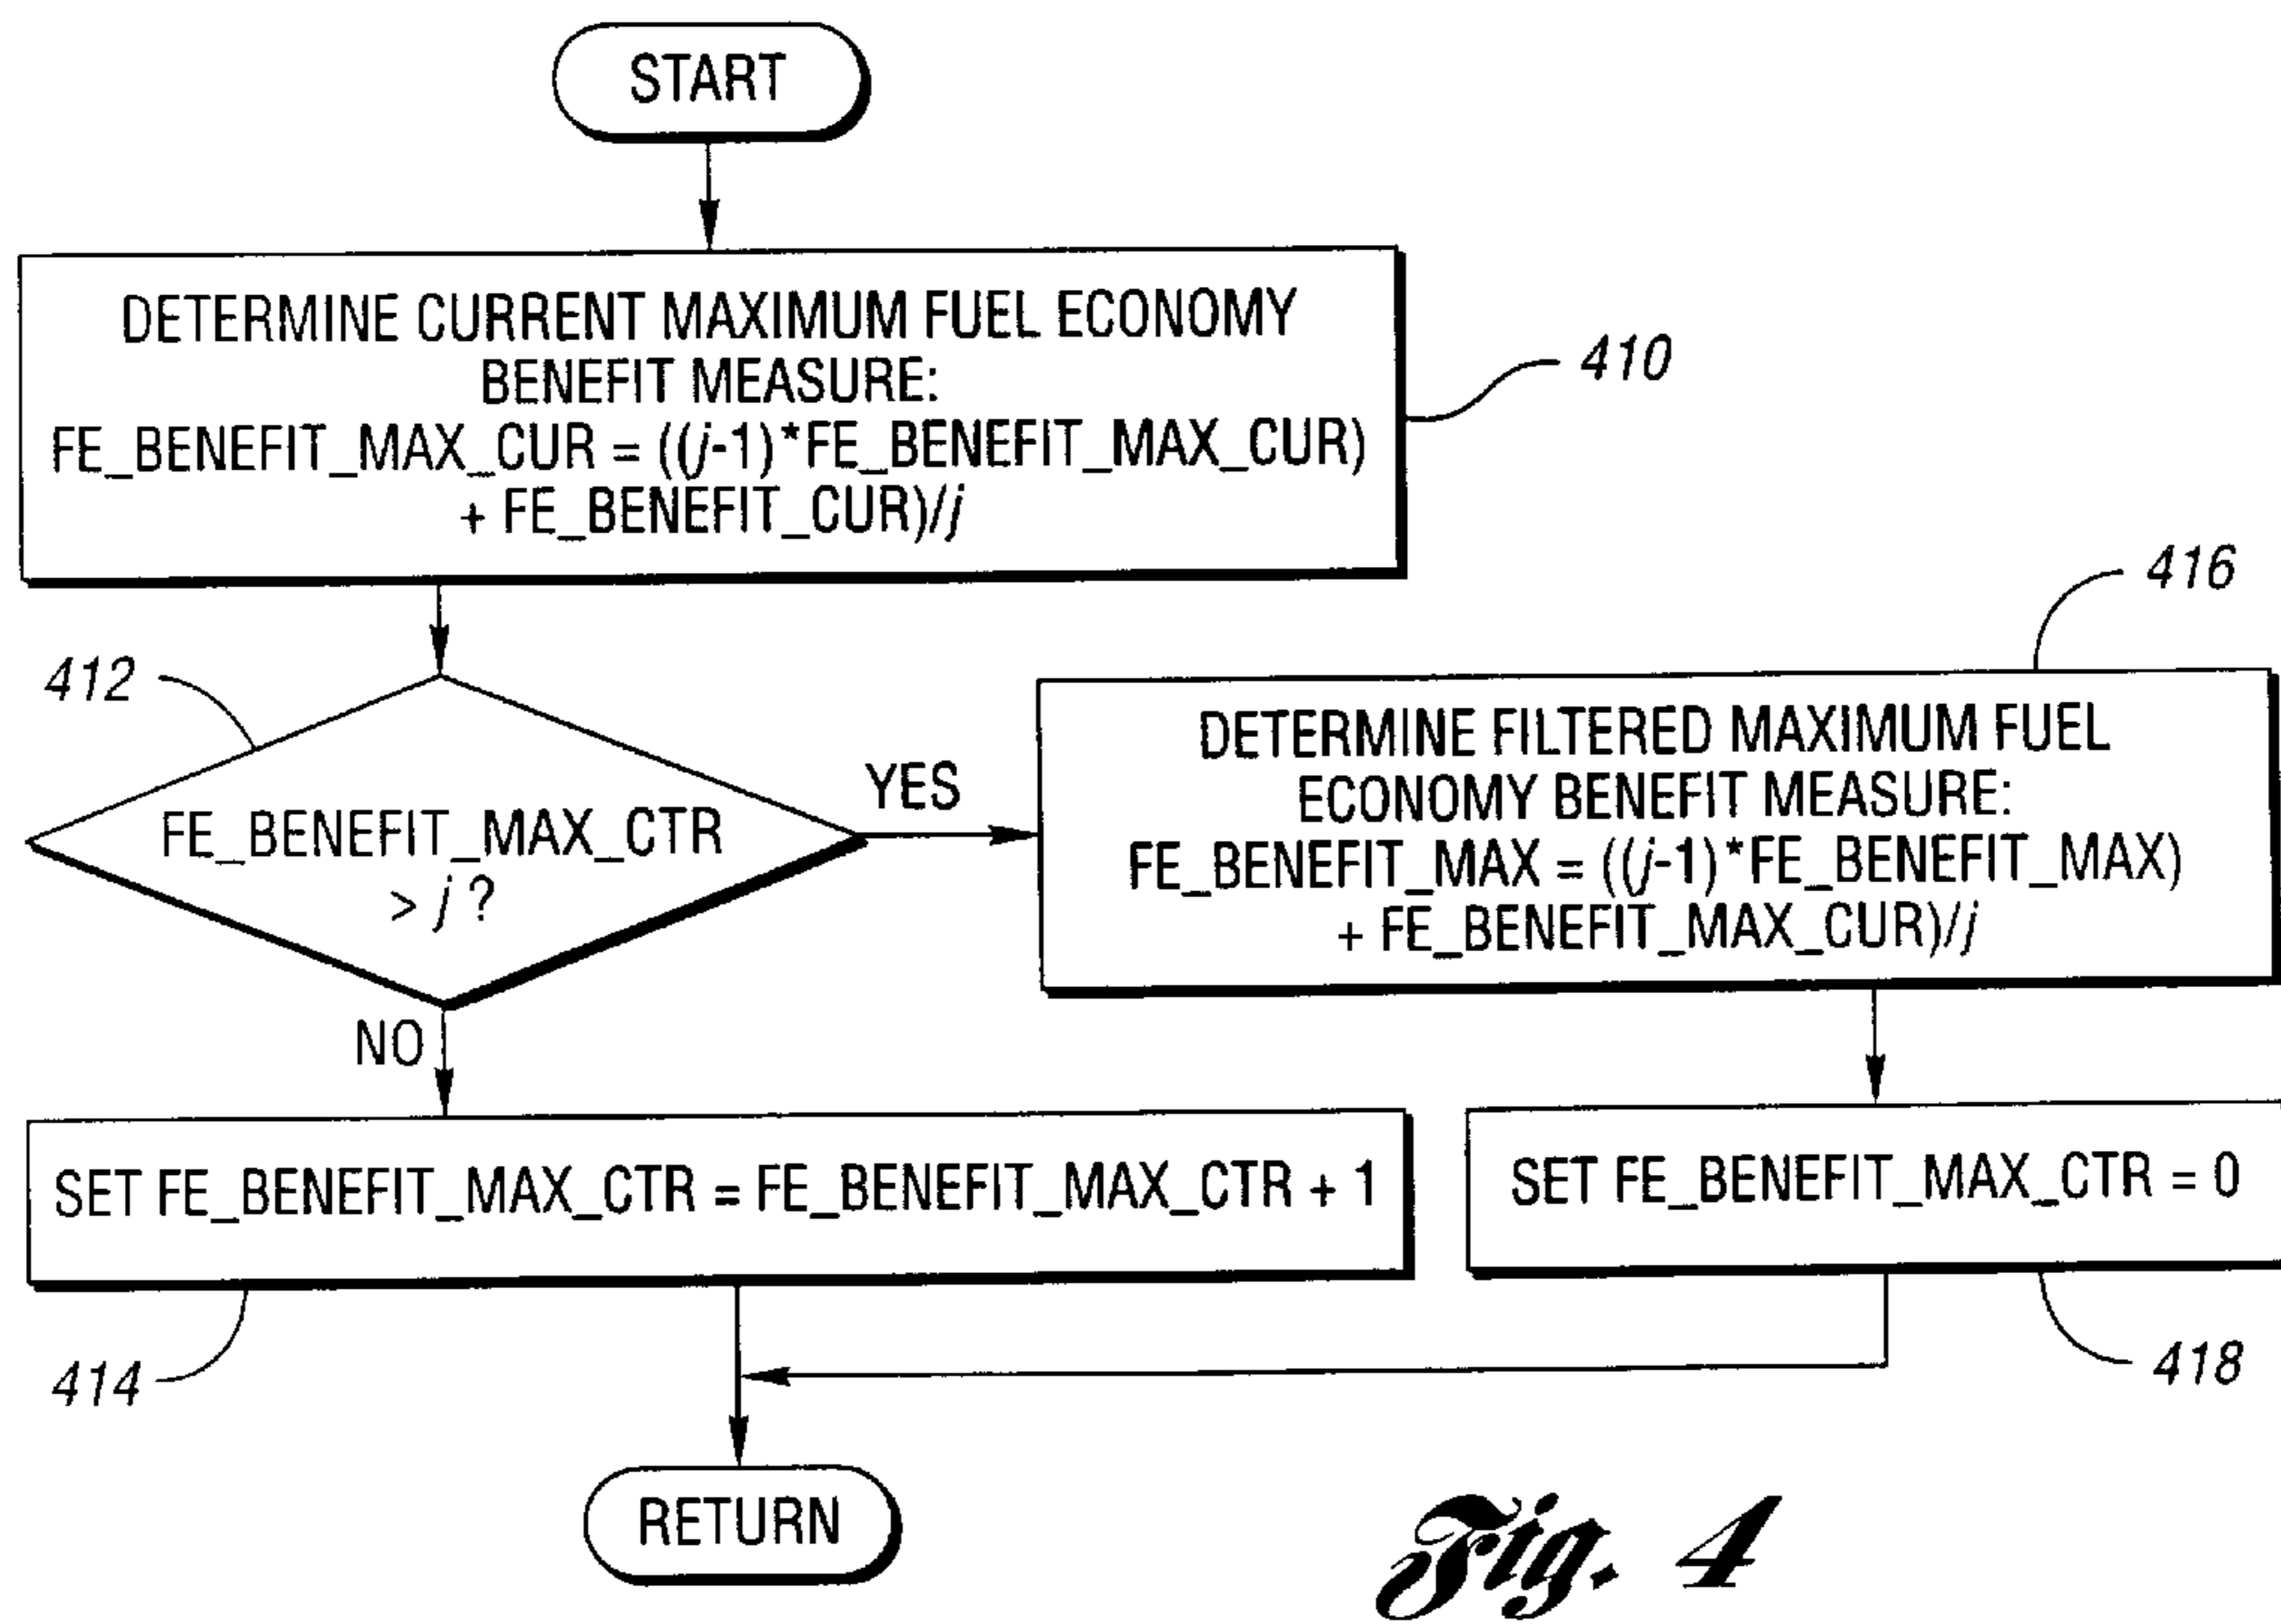 START
DETERMINE CURRENT MAXIMUM FUEL ECONOMY
BENEFIT MEASURE:
FE_BENEFIT_MAX_CUR = ((j-1)*FE_BENEFIT_MAX_CUR)
+ FE_BENEFIT_CUR)/j
410
412
FE_BENEFIT_MAX_CTR
> j ?
YES
NO
416
DETERMINE FILTERED MAXIMUM FUEL
ECONOMY BENEFIT MEASURE:
FE_BENEFIT_MAX = ((j-1)*FE_BENEFIT_MAX)
+ FE_BENEFIT_MAX_CUR)/j
SET FE_BENEFIT_MAX_CTR = FE_BENEFIT_MAX_CTR + 1
414
SET FE_BENEFIT_MAX_CTR = 0
418
RETURN
Fig. 4